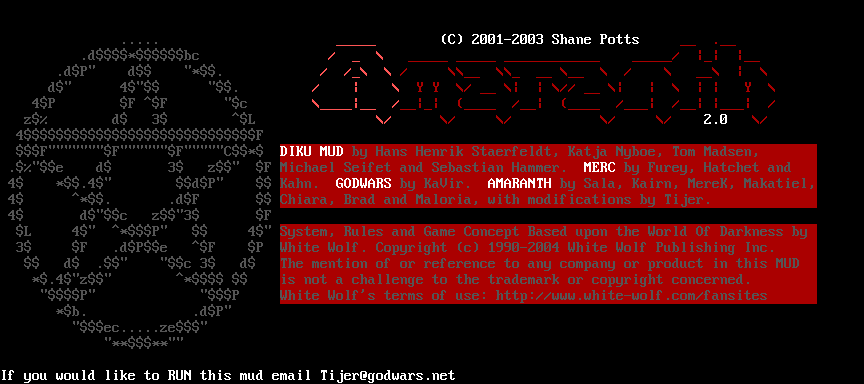 (C) 2001-2003 Shane Potts
Amaranth
2.0
DIKU MUD by Hans Henrik Staerfeldt, Katja Nyboe, Tom Madsen,
Michael Seifet and Sebastian Hammer.  MERC by Furey, Hatchet and
Kahn.  GODWARS by KaVir.  AMARANTH by Sala, Kairn, MereK, Makatiel,
Chiara, Brad and Maloria, with modifications by Tijer.
System, Rules and Game Concept Based upon the World Of Darkness by
White Wolf. Copyright (c) 1990-2004 White Wolf Publishing Inc.
The mention of or reference to any company or product in this MUD
is not a challenge to the trademark or copyright concerned.
White Wolf's terms of use: http://www.white-wolf.com/fansites
If you would like to RUN this mud email Tijer@godwars.net